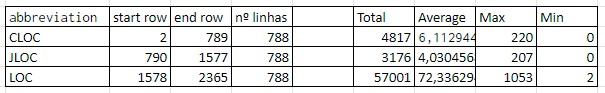 abbreviation start row end row nº linhas Total Average Max Min
CLOC 2 789 788 4817 6,112944 220 0
JLOC 790 1577 788 3176 4,030456 207 0
LOC 1578 2365 788 57001 72,33629 1053 2